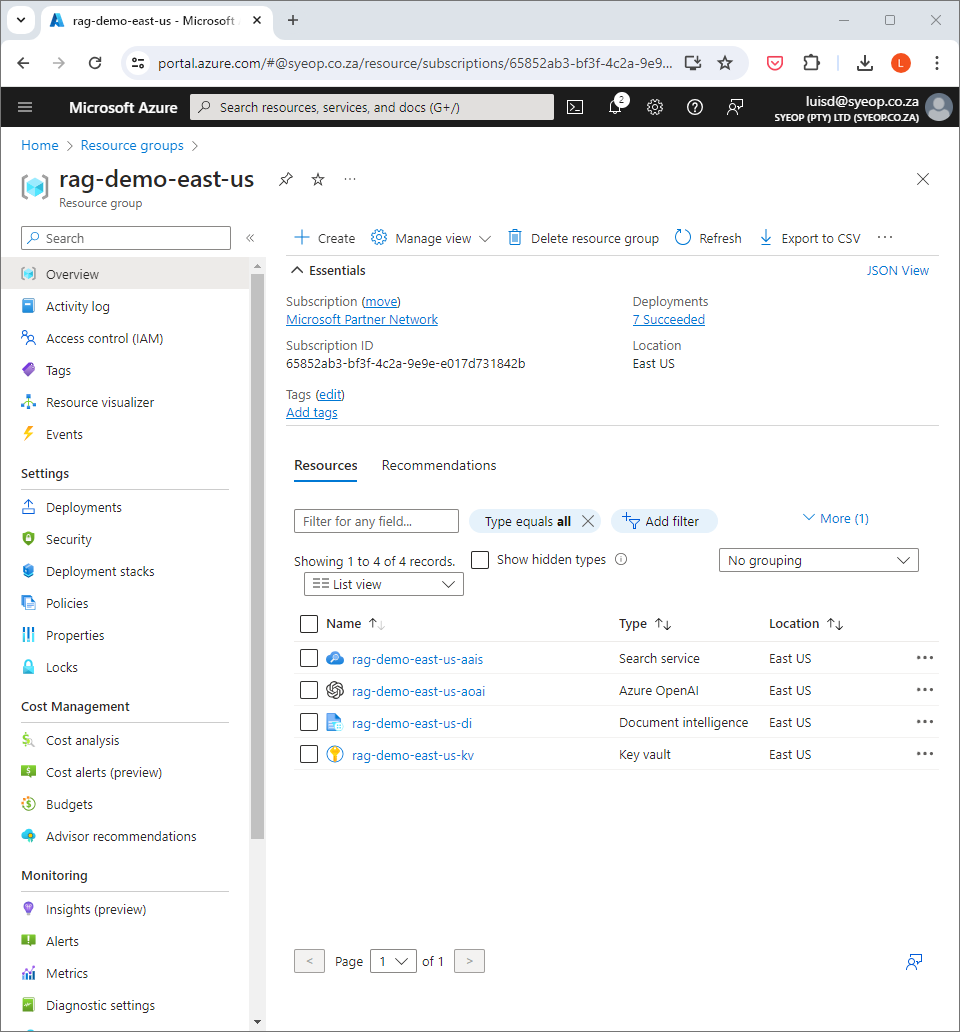 rag-demo-east-us - Microsoft
portal.azure.com/#@syeop.co.za/resource/subscriptions/65852ab3-bf3f-4c2a-9e9...
L
Microsoft Azure
Search resources, services, and docs (G+/)
2
luisd@syeop.co.za
SYEOP (PTY) LTD (SYEOP.CO.ZA)
Home > Resource groups >
rag-demo-east-us
Resource group
Search
Overview
Activity log
Access control (IAM)
Tags
Resource visualizer
Events
Settings
Deployments
Security
Deployment stacks
Policies
Properties
Locks
Cost Management
Cost analysis
Cost alerts (preview)
Budgets
Advisor recommendations
Monitoring
Insights (preview)
Alerts
Metrics
Diagnostic settings
Create Manage view Delete resource group Refresh Export to CSV
Essentials JSON View
Subscription (move)
Microsoft Partner Network
Subscription ID
65852ab3-bf3f-4c2a-9e9e-e017d731842b
Deployments
7 Succeeded
Location
East US
Tags (edit)
Add tags
Resources Recommendations
Filter for any field... Type equals all Add filter More (1)
Showing 1 to 4 of 4 records. Show hidden types No grouping
List view
Name Type Location
rag-demo-east-us-aais Search service East US
rag-demo-east-us-aoai Azure OpenAI East US
rag-demo-east-us-di Document intelligence East US
rag-demo-east-us-kv Key vault East US
< Page 1 of 1 >